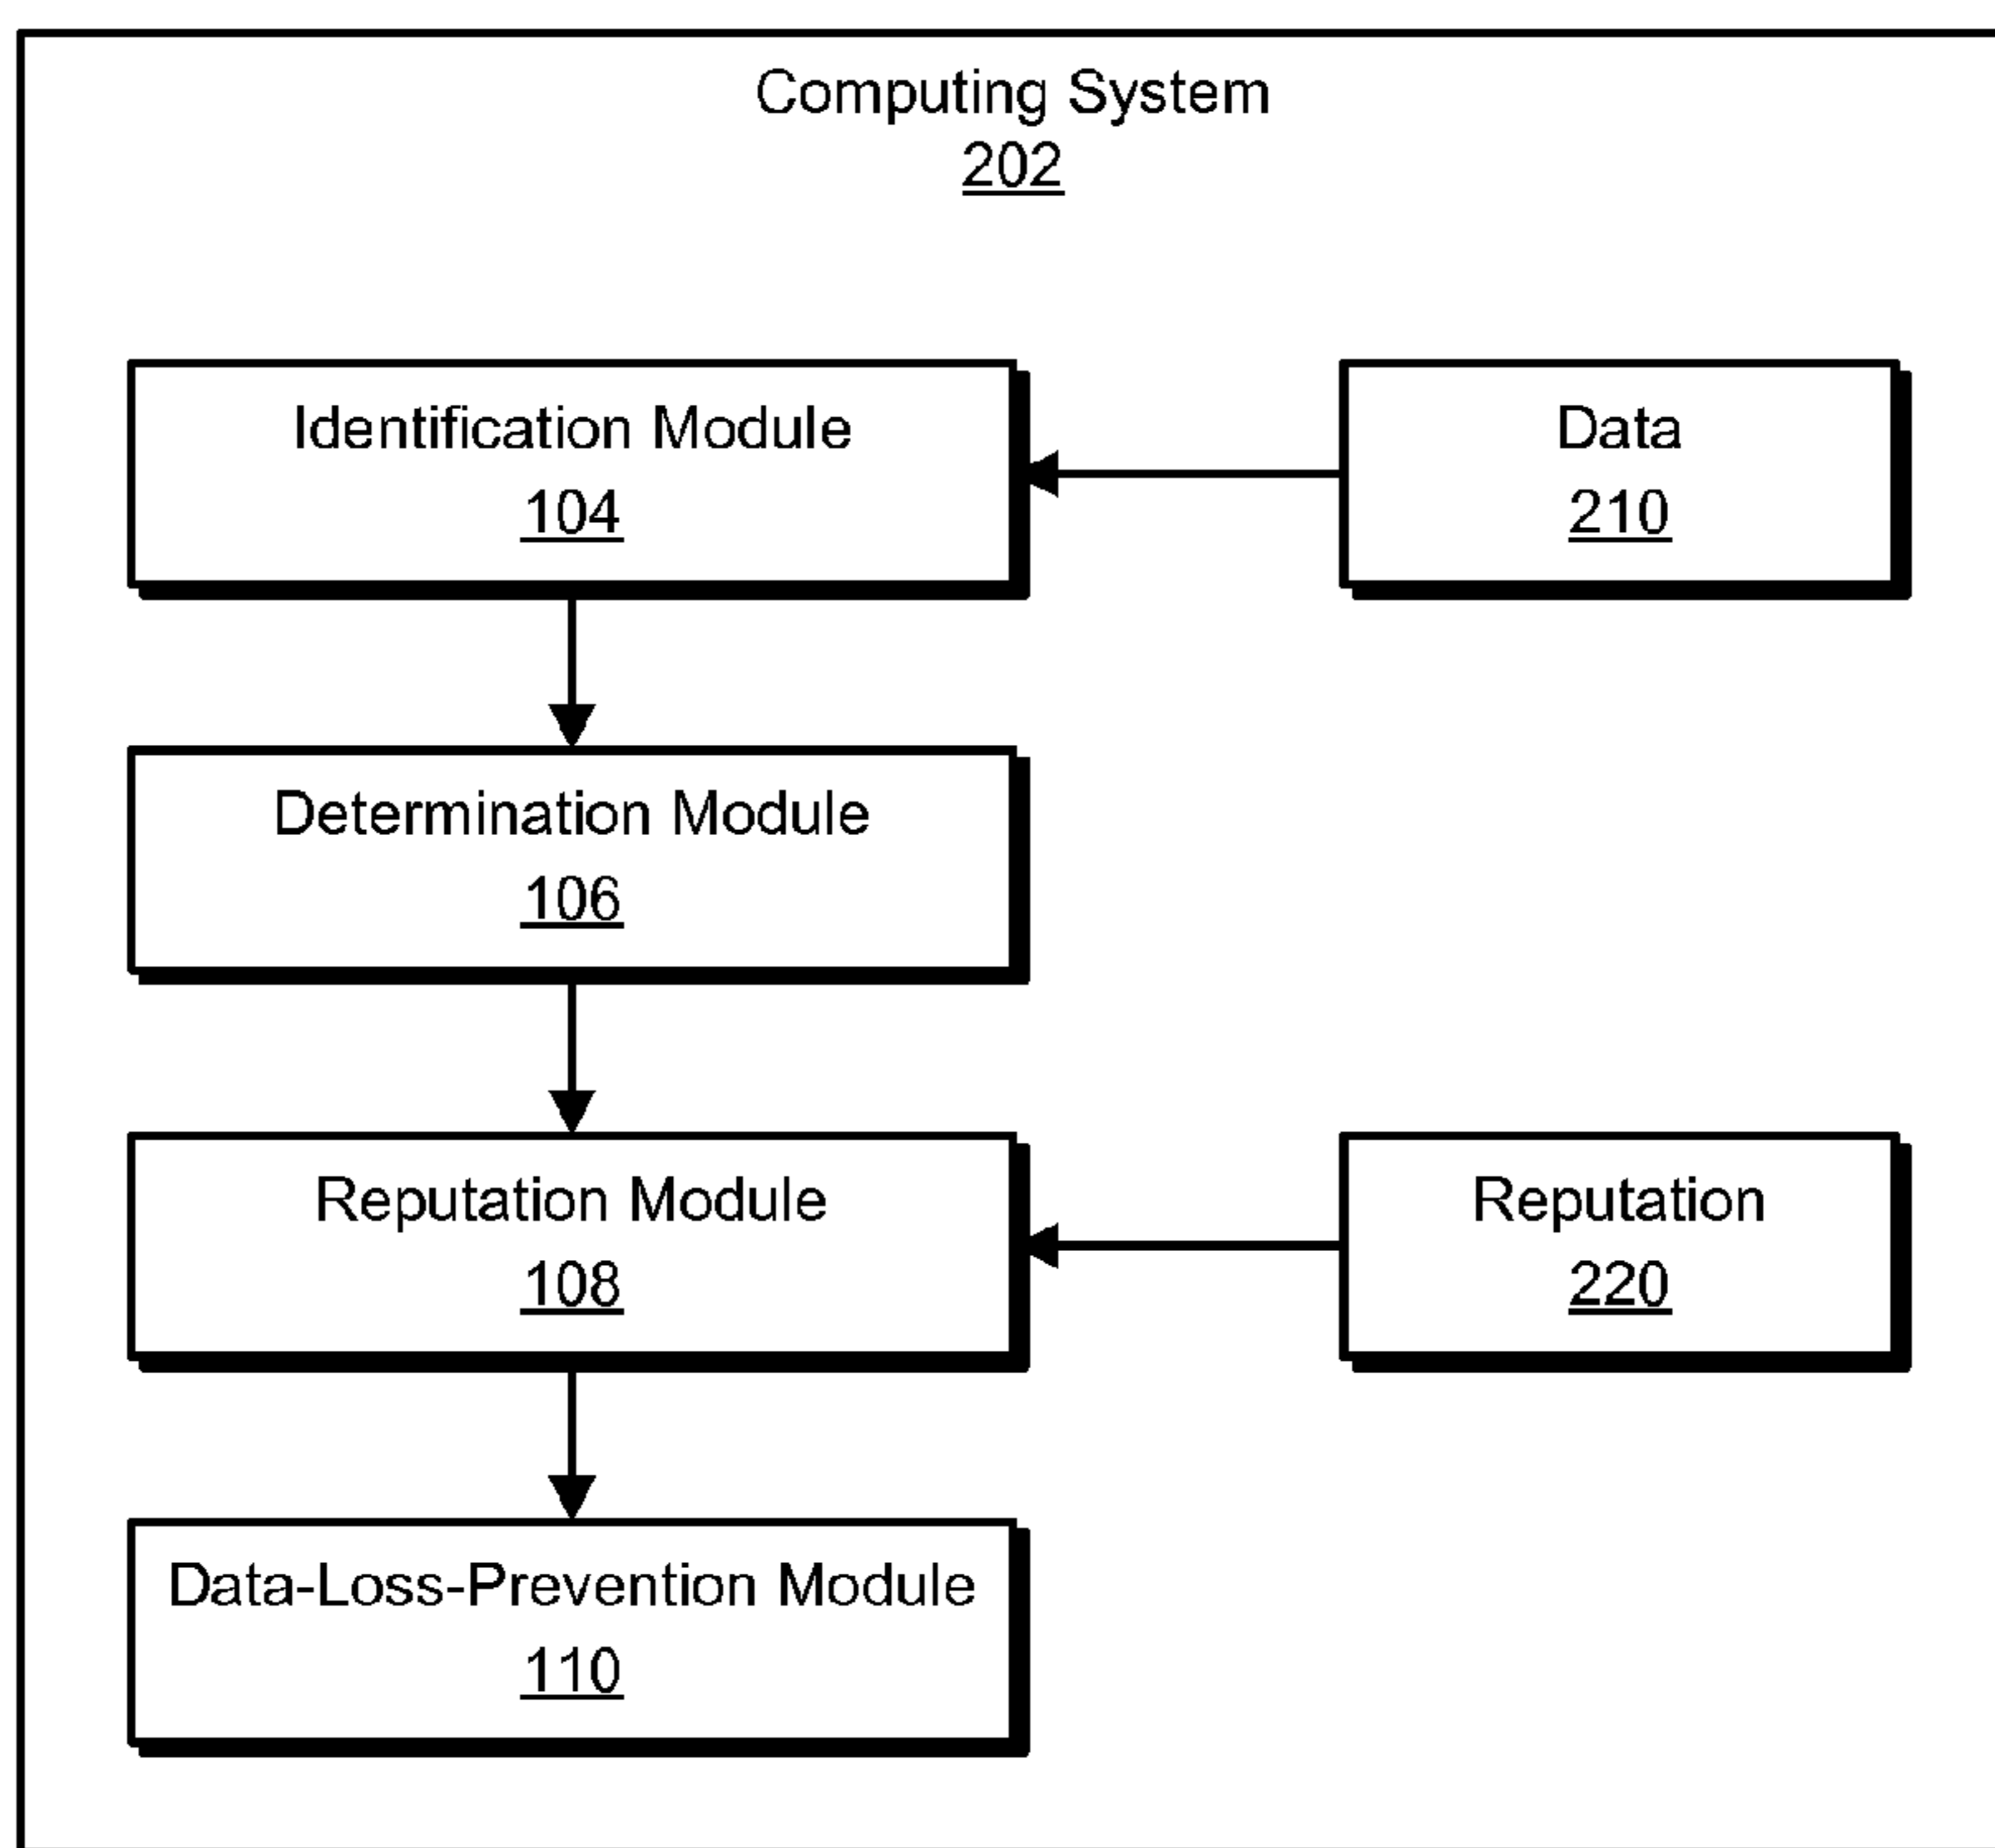 Computing System
202
Identification Module
104
Data
210
Determination Module
106
Reputation Module
108
Reputation
220
Data-Loss-Prevention Module
110